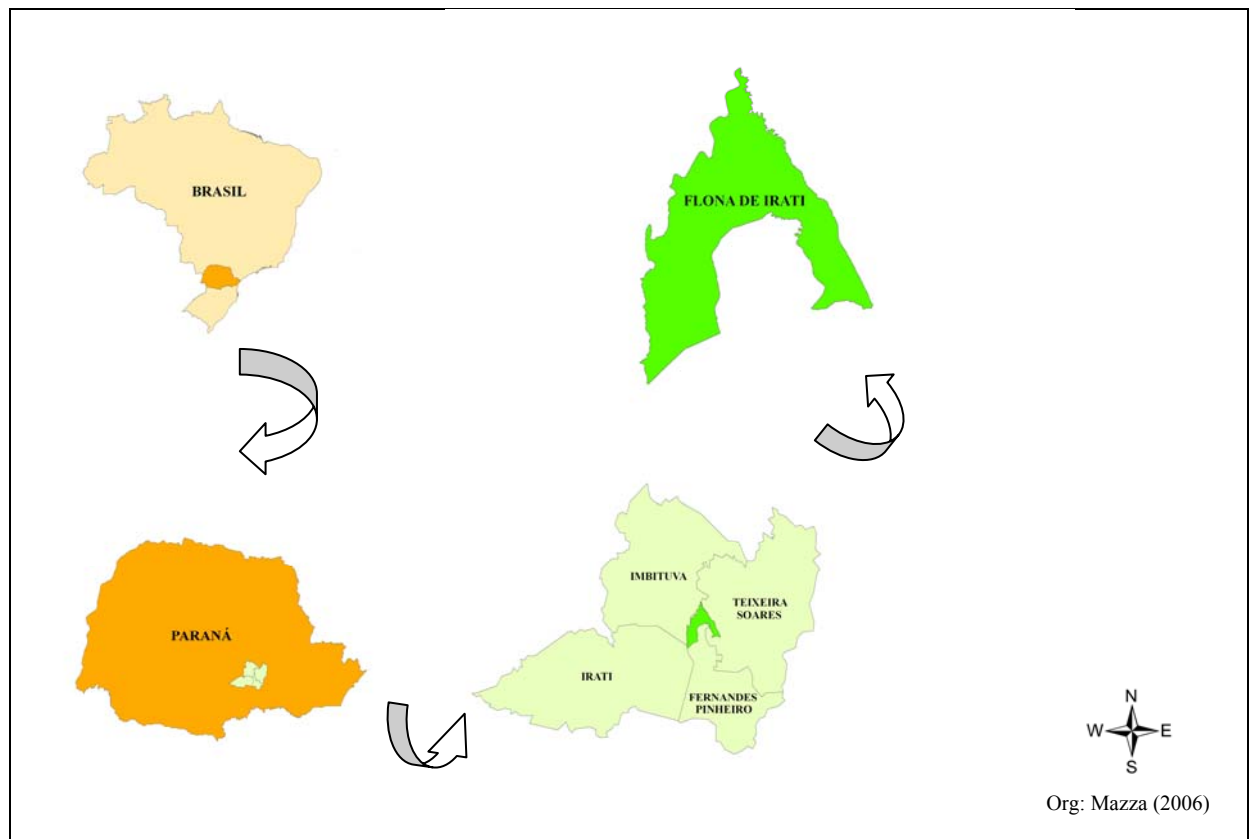 BRASIL
FLONA DE IRATI
PARANÁ
IMBITUVA
TEIXEIRA
SOARES
IRATI
FERNANDES
PINHEIRO
N
W
E
S
Org: Mazza (2006)